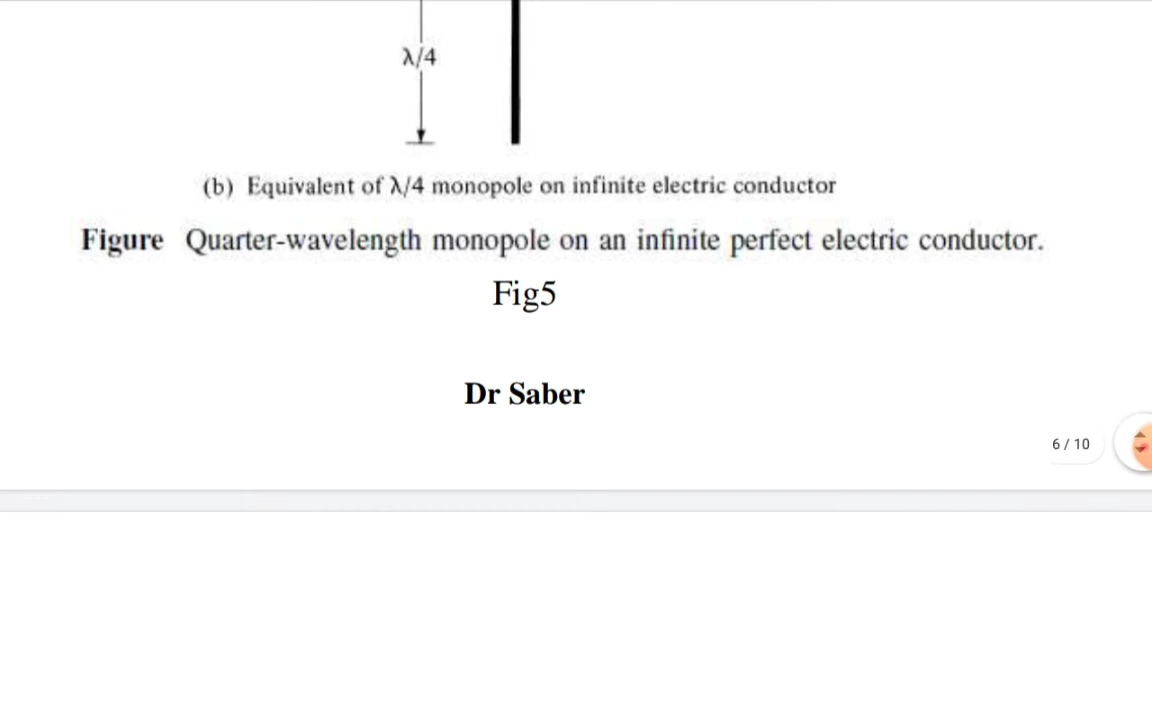 λ/4
(b) Equivalent of λ/4 monopole on infinite electric conductor
Figure Quarter-wavelength monopole on an infinite perfect electric conductor.
Fig5
Dr Saber
6 / 10